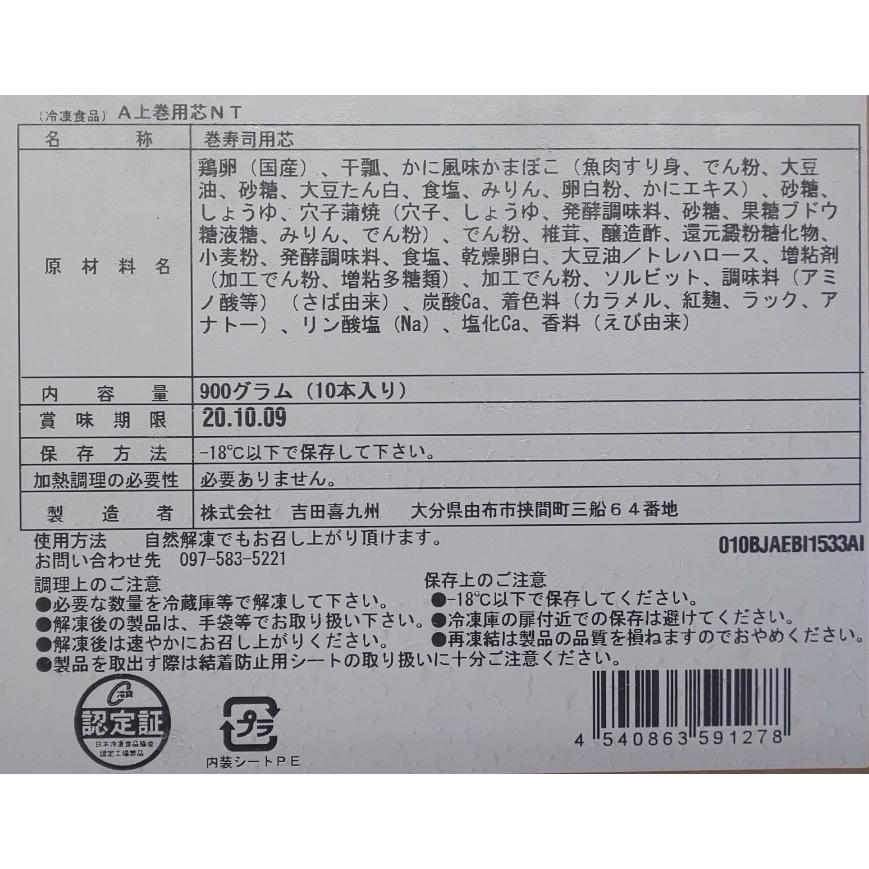 (冷凍食品) A上巻用芯NT
名称 巻寿司用芯
原材料名
鶏卵（国産）、干瓢、かに風味かまぼこ（魚肉すり身、でん粉、大豆
油、砂糖、大豆たん白、食塩、みりん、卵白粉、かにエキス）、砂糖、
しょうゆ、穴子蒲焼（穴子、しょうゆ、発酵調味料、砂糖、果糖ブドウ
糖液糖、みりん、でん粉）、でん粉、椎茸、醸造酢、還元澱粉糖化物、
小麦粉、発酵調味料、食塩、乾燥卵白、大豆油／トレハロース、増粘剤
（加工でん粉、増粘多糖類）、加工でん粉、ソルビット、調味料（アミ
ノ酸等）（さば由来）、炭酸Ca、着色料（カラメル、紅麹、ラック、ア
ナトー）、リン酸塩（Na）、塩化Ca、香料（えび由来）
内容量 900グラム（10本入り）
賞味期限 20.10.09
保存方法 -18℃以下で保存して下さい。
加熱調理の必要性 必要ありません。
製造者 株式会社 吉田喜九州 大分県由布市挾間町三船６４番地
使用方法 自然解凍でもお召し上がり頂けます。
010BJAEBI1533AI
お問い合わせ先 097-583-5221
調理上のご注意
●必要な数量を冷蔵庫等で解凍して下さい。
●解凍後の製品は、手袋等でお取り扱い下さい。
●解凍後は速やかにお召し上がりください。
●製品を取出す際は結着防止用シートの取り扱いに十分ご注意ください。
保存上のご注意
●-18℃以下で保存してください。
●冷凍庫の扉付近での保存は避けてください。
●再凍結は製品の品質を損ねますのでおやめください。
冷食
認定証
日本冷凍食品協会
認定工場製品
プラ
内装シートPE
4 540863 591278